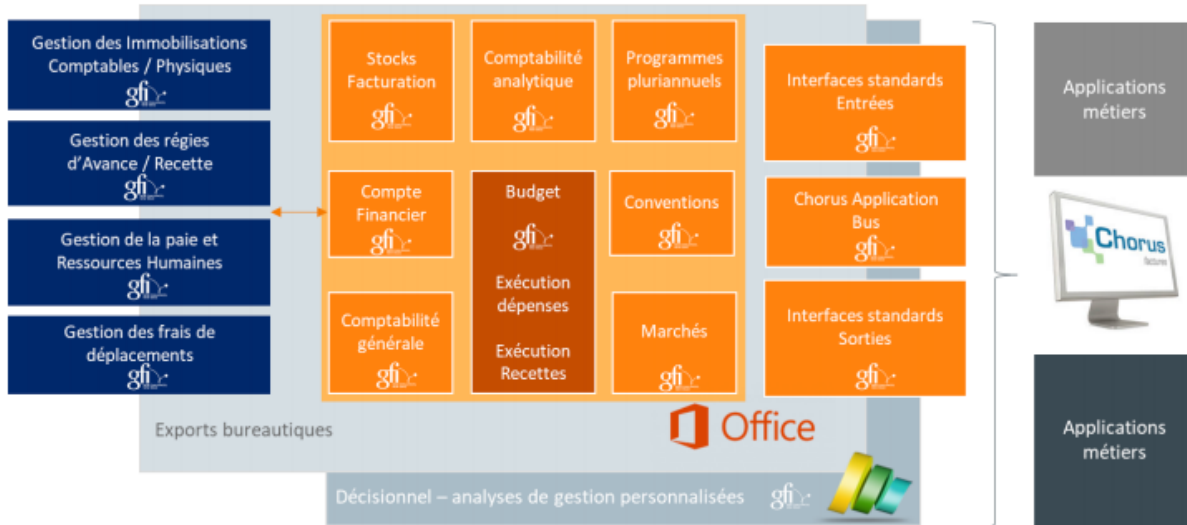 Gestion des Immobilisations
Comptables / Physiques
gfi
Gestion des régies
d'Avance / Recette
gfi
Gestion de la paie et
Ressources Humaines
gfi
Gestion des frais de
déplacements
gfi
Stocks
Facturation
gfi
Comptabilité
analytique
gfi
Programmes
pluriannuels
gfi
Compte
Financier
gfi
Budget
gfi
Exécution
dépenses
Exécution
Recettes
Conventions
gfi
Comptabilité
générale
gfi
Marchés
gfi
Interfaces standards
Entrées
gfi
Chorus Application
Bus
gfi
Interfaces standards
Sorties
gfi
Exports bureautiques
Office
Décisionnel – analyses de gestion personnalisées
gfi
Applications
métiers
Chorus
factures
Applications
métiers